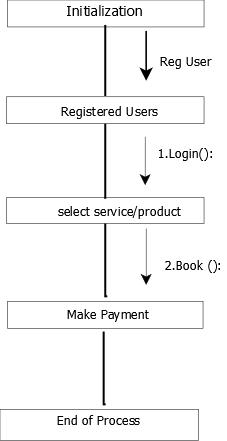 Initialization
Reg User
Registered Users
1.Login():
select service/product
2.Book ():
Make Payment
End of Process